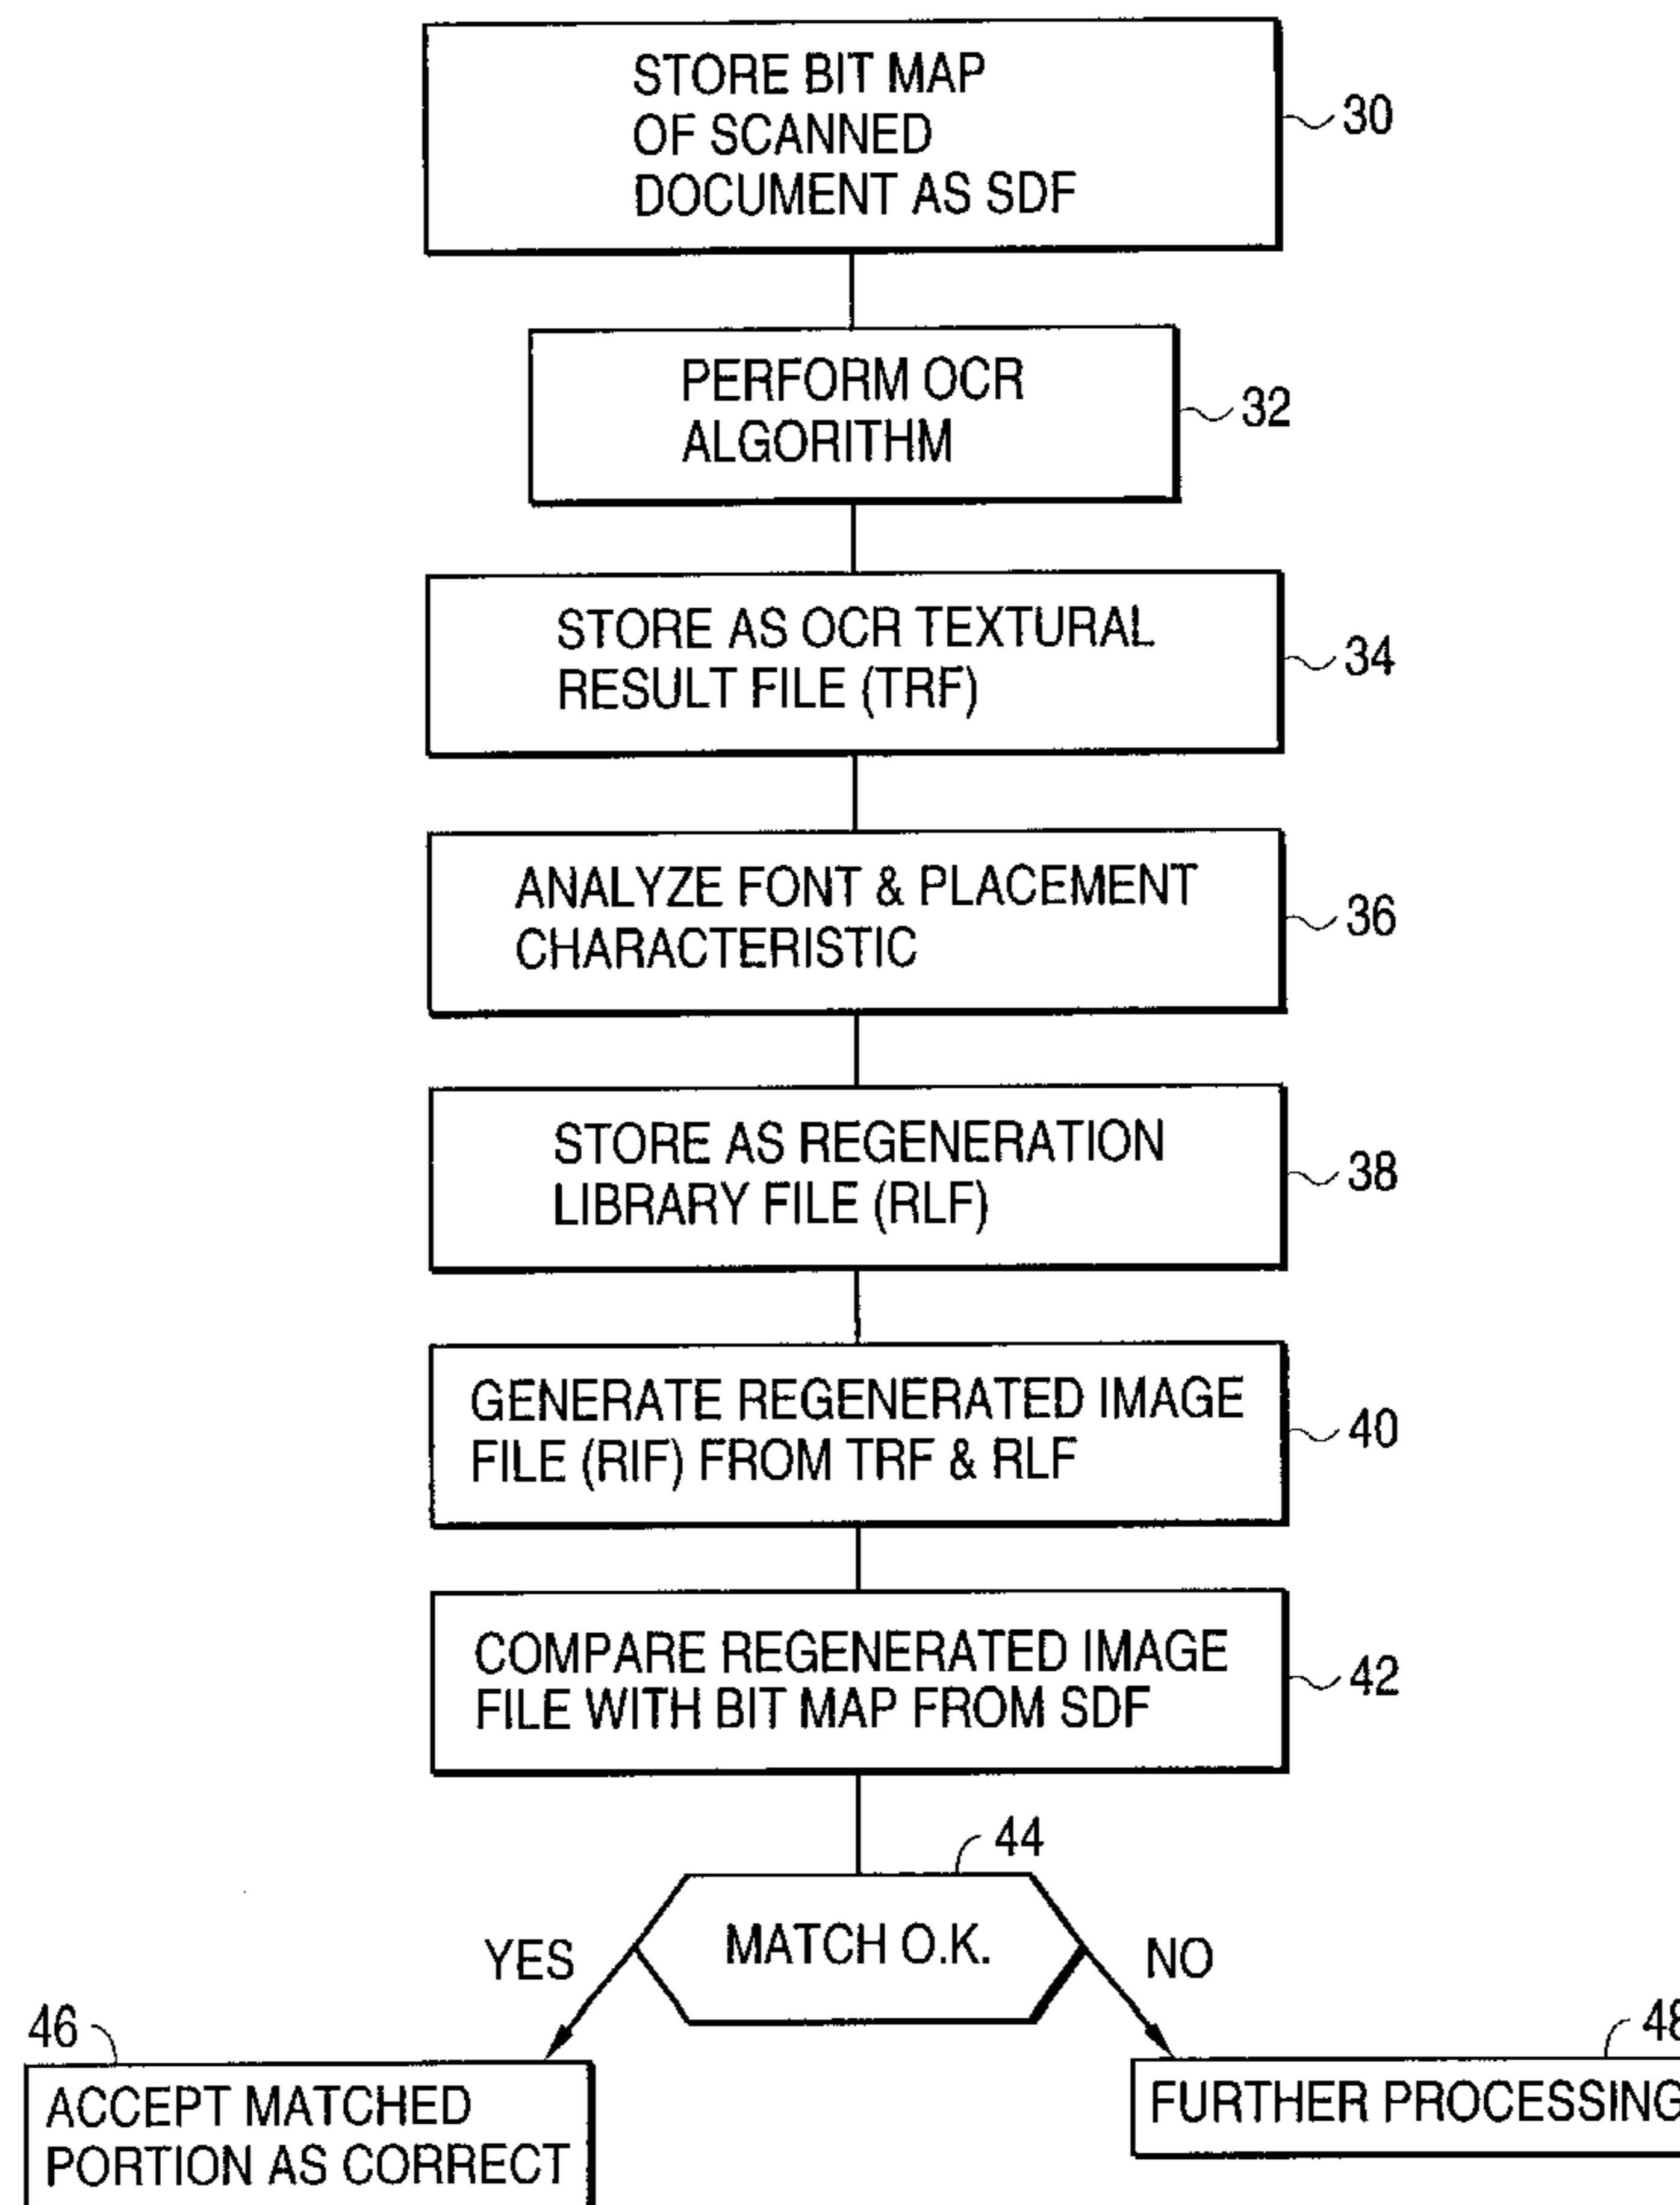 STORE BIT MAP
OF SCANNED
DOCUMENT AS SDF
30
PERFORM OCR
ALGORITHM
32
STORE AS OCR TEXTURAL
RESULT FILE (TRF)
34
ANALYZE FONT & PLACEMENT
CHARACTERISTIC
36
STORE AS REGENERATION
LIBRARY FILE (RLF)
38
GENERATE REGENERATED IMAGE
FILE (RIF) FROM TRF & RLF
40
COMPARE REGENERATED IMAGE
FILE WITH BIT MAP FROM SDF
42
44
MATCH O.K.
YES
NO
46
ACCEPT MATCHED
PORTION AS CORRECT
48
FURTHER PROCESSING